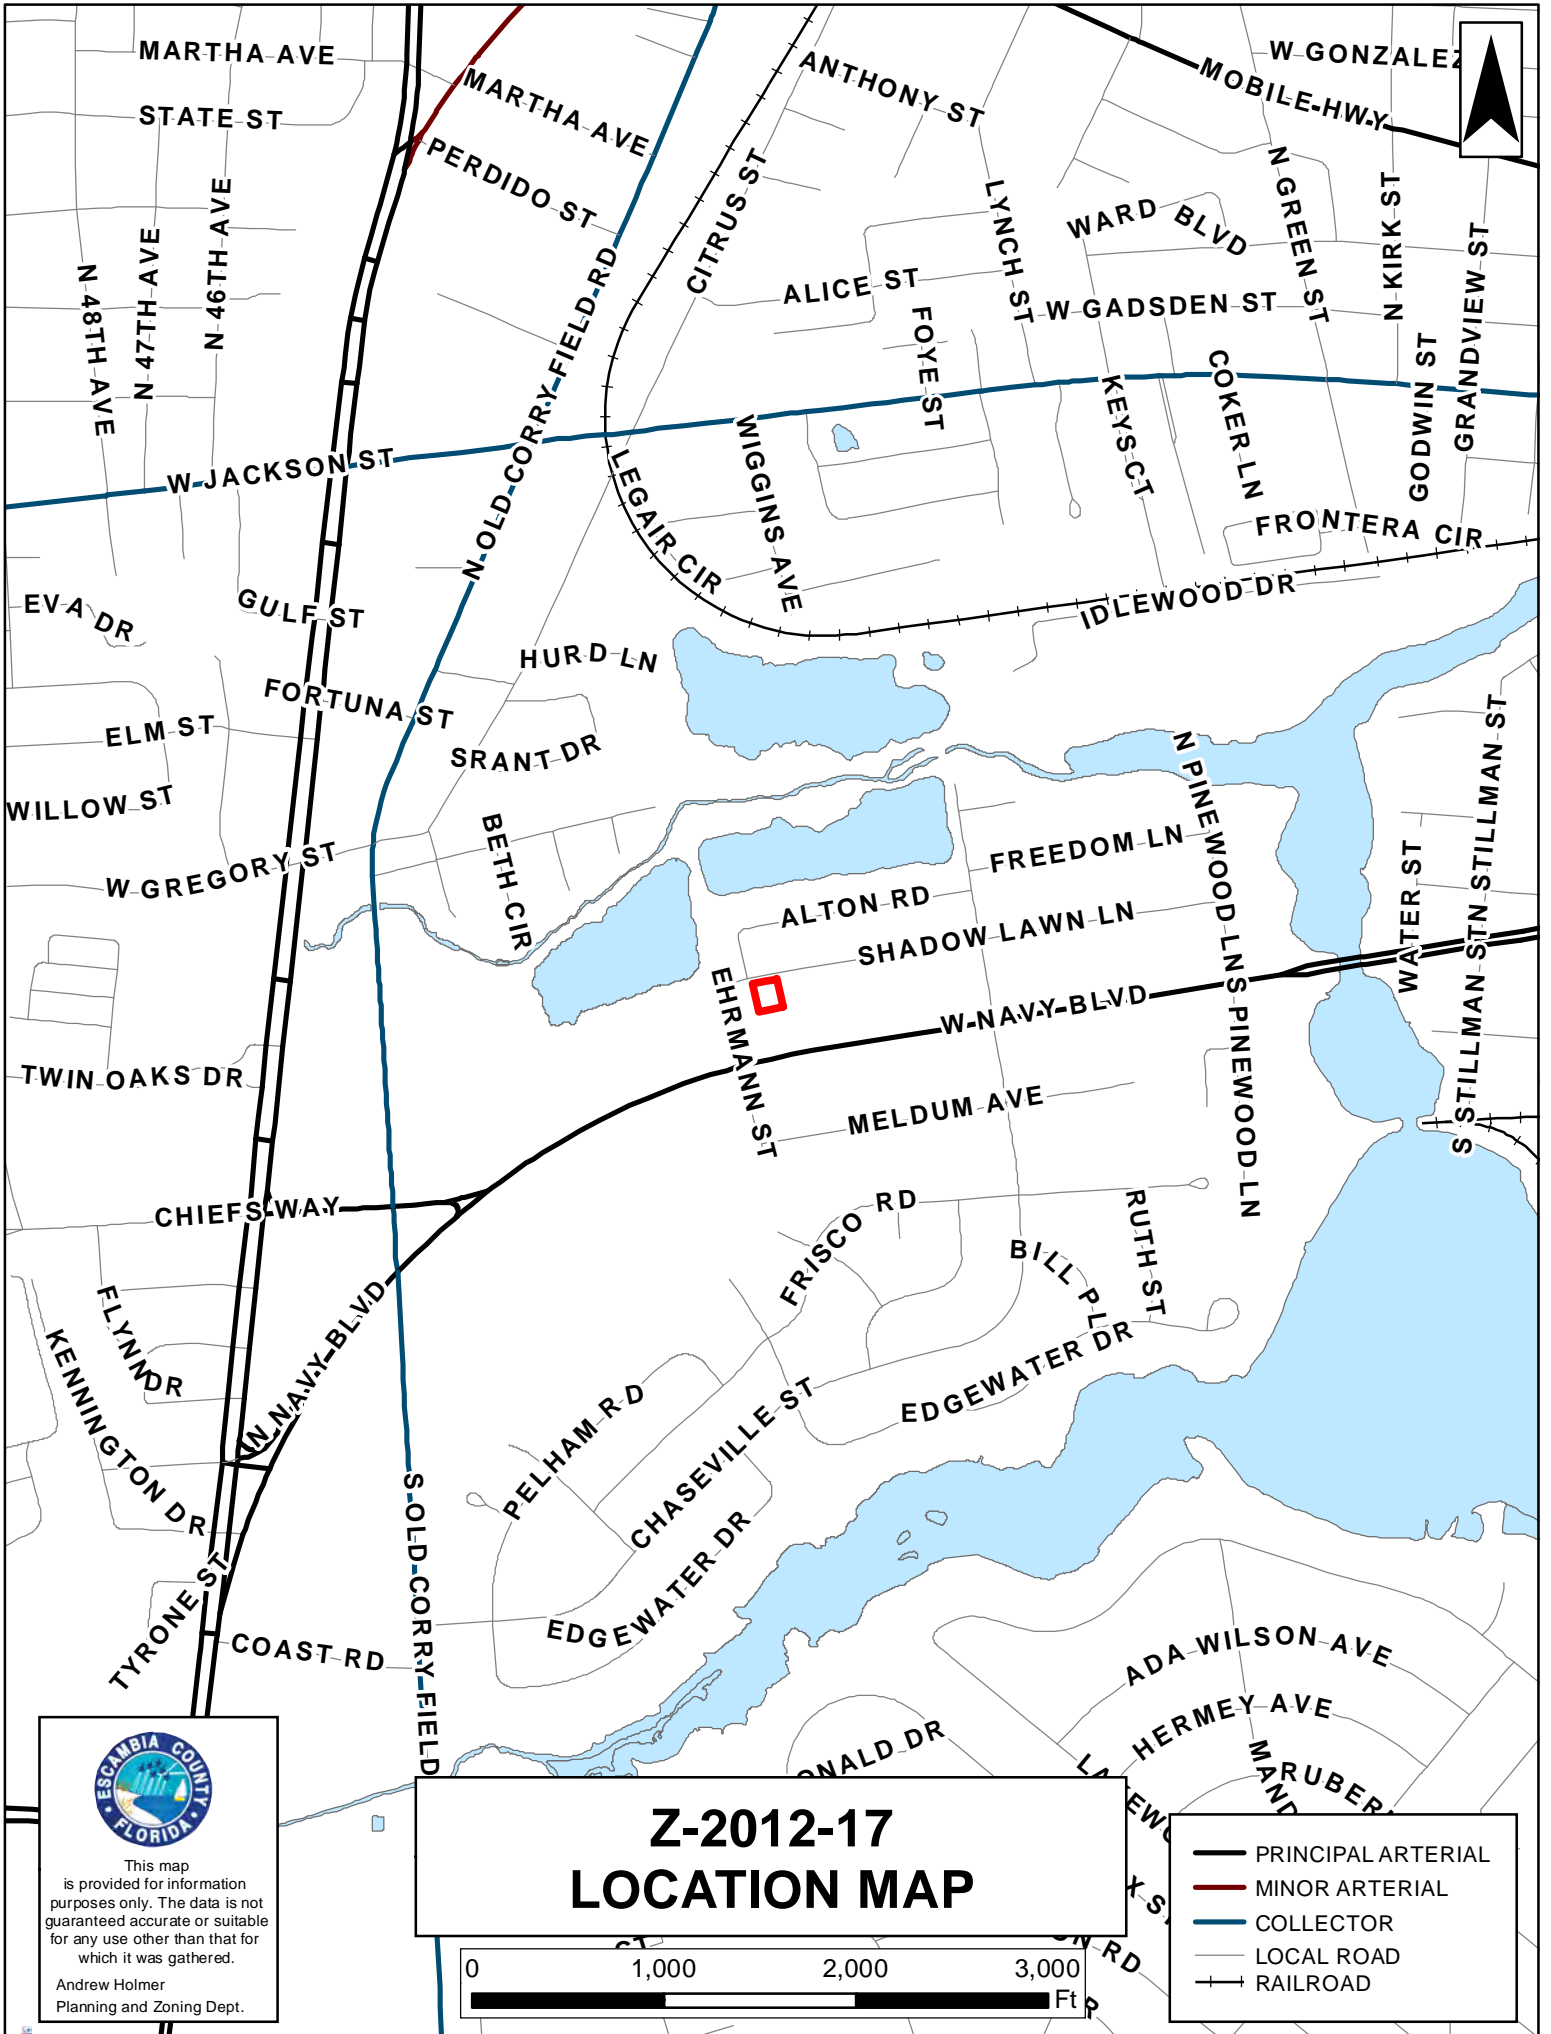 MARTHA AVE
STATE ST
MARTHA AVE
PERDIDO ST
ANTHONY ST
W GONZALEZ
MOBILE HWY
CITRUS ST
N 48TH AVE
N 47TH AVE
N 46TH AVE
LYNCH ST
WARD BLVD
N GREEN ST
N KIRK ST
GRANDVIEW ST
ALICE ST
W GADSDEN ST
FOYE ST
N OLD CORRY FIELD RD
KEYS CT
COKER LN
GODWIN ST
W JACKSON ST
LEGAIR CIR
WIGGINS AVE
FRONTERA CIR
IDLEWOOD DR
EVA DR
GULF ST
HURD LN
FORTUNA ST
ELM ST
SRANT DR
WILLOW ST
W GREGORY ST
BETH CIR
N PINEWOOD LN
S PINEWOOD LN
FREEDOM LN
ALTON RD
SHADOW LAWN LN
WATER ST
N STILLMAN ST
S STILLMAN ST
EHRMANN ST
W NAVY BLVD
TWIN OAKS DR
MELDUM AVE
CHIEFS WAY
FRISCO RD
BILL PL
RUTH ST
FLYNN DR
KENNINGTON DR
N NAVY BLVD
EDGEWATER DR
PELHAM RD
CHASEVILLE ST
S OLD CORRY FIELD
EDGEWATER DR
TYRONE ST
COAST RD
ADA WILSON AVE
HERMEY AVE
ONALD DR
MAND
RUBER
LAKEWO
X S
ON RD
CT
R
ESCAMBIA COUNTY
FLORIDA
This map
is provided for information
purposes only. The data is not
guaranteed accurate or suitable
for any use other than that for
which it was gathered.
Andrew Holmer
Planning and Zoning Dept.
Z-2012-17
LOCATION MAP
0 1,000 2,000 3,000
Ft
PRINCIPAL ARTERIAL
MINOR ARTERIAL
COLLECTOR
LOCAL ROAD
RAILROAD